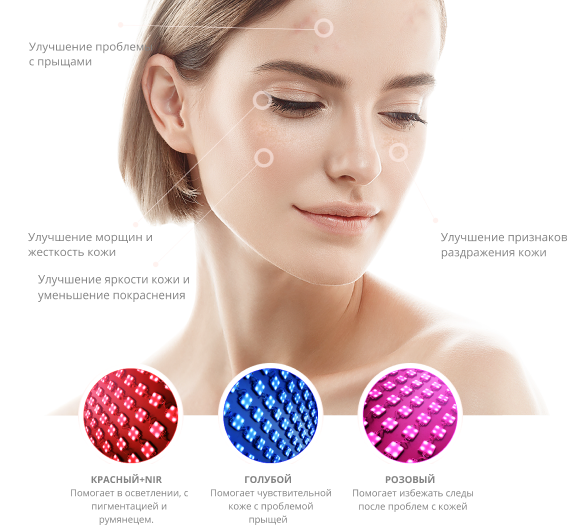 Улучшение проблем
с прыщами
Улучшение морщин и
жесткость кожи
Улучшение признаков
раздражения кожи
Улучшение яркости кожи и
уменьшение покраснения
КРАСНЫЙ+NIR
Помогает в осветлении, с
пигментацией и
румянецем.
ГОЛУБОЙ
Помогает чувствительной
коже с проблемой
прыщей
РОЗОВЫЙ
Помогает избежать следы
после проблем с кожей